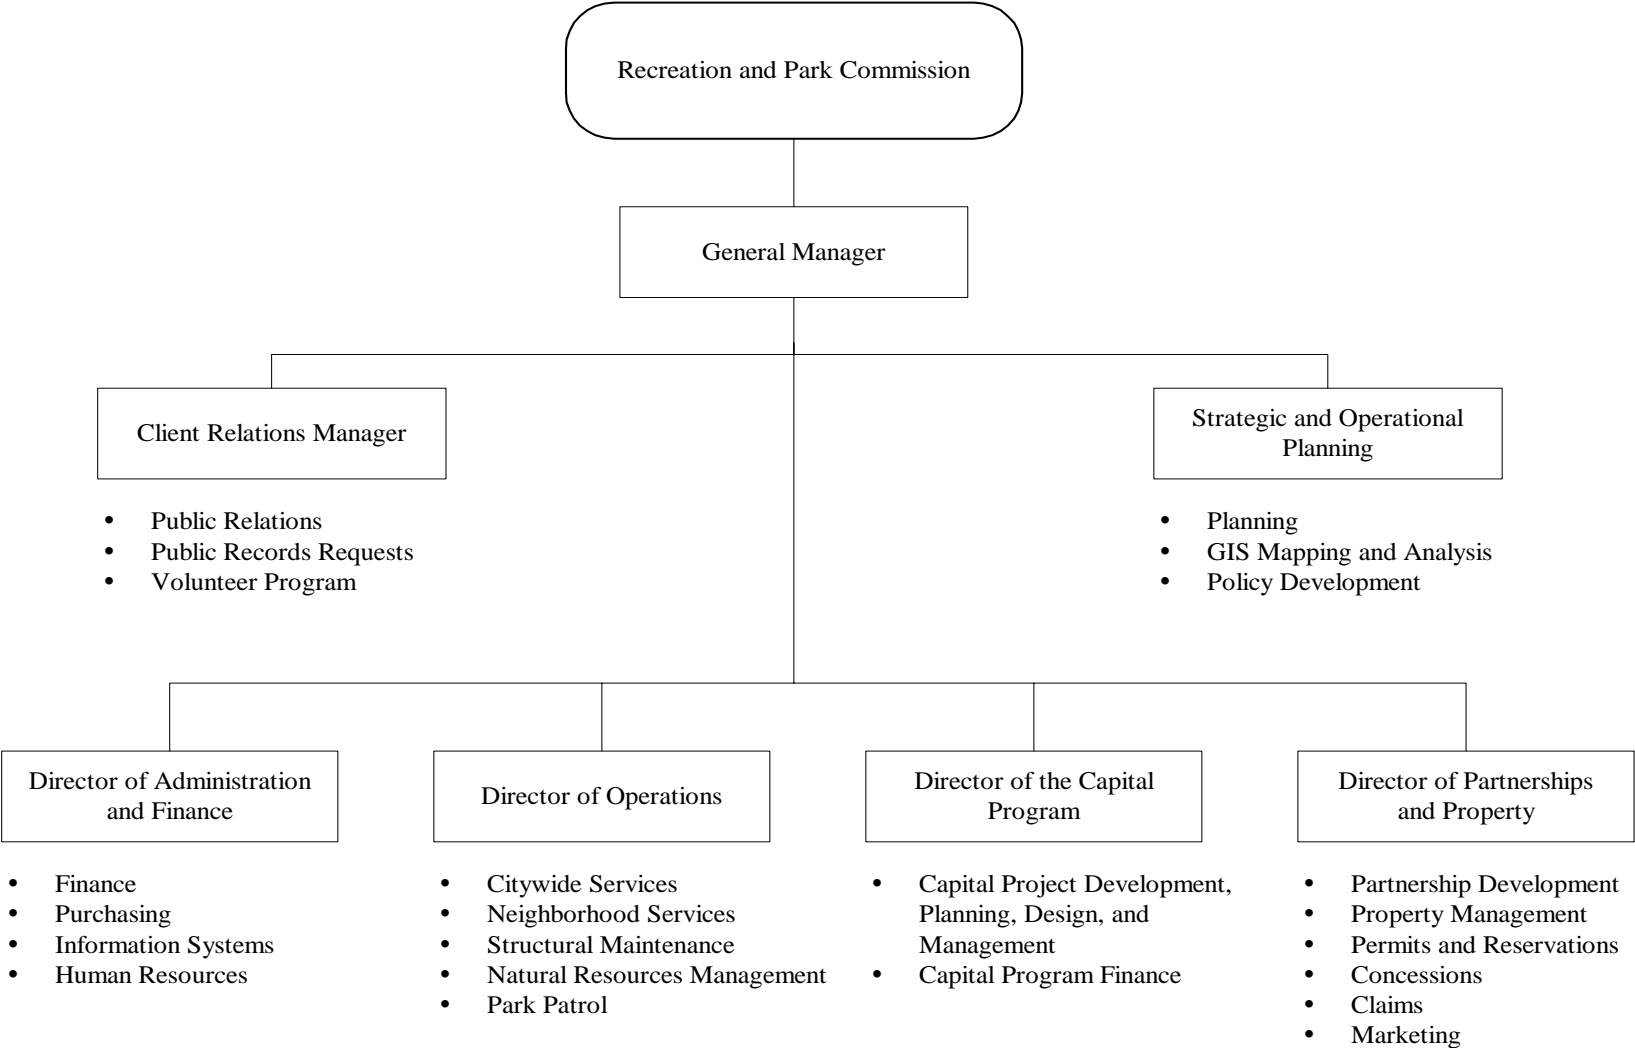 Recreation and Park Commission
General Manager
Client Relations Manager
• Public Relations
• Public Records Requests
• Volunteer Program
Strategic and Operational
Planning
• Planning
• GIS Mapping and Analysis
• Policy Development
Director of Administration
and Finance
• Finance
• Purchasing
• Information Systems
• Human Resources
Director of Operations
• Citywide Services
• Neighborhood Services
• Structural Maintenance
• Natural Resources Management
• Park Patrol
Director of the Capital
Program
• Capital Project Development,
Planning, Design, and
Management
• Capital Program Finance
Director of Partnerships
and Property
• Partnership Development
• Property Management
• Permits and Reservations
• Concessions
• Claims
• Marketing